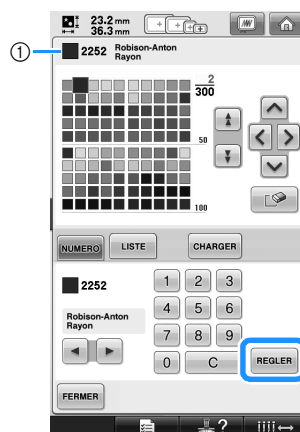 23.2 mm
36.3 mm
1 2252 Robison-Anton
Rayon
2
300
50
100
NUMERO LISTE CHARGER
2252
Robison-Anton
Rayon
1 2 3
4 5 6
7 8 9
0 C REGLER
FERMER
?